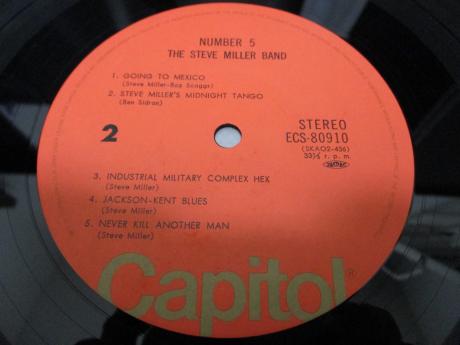 NUMBER 5
THE STEVE MILLER BAND
1. GOING TO MEXICO
(Steve Miller-Boz Scaggs)
2. STEVE MILLER'S MIDNIGHT TANGO
(Ben Sidran)
2
STEREO
ECS-80910
(SKAO2-436)
33⅓ r. p. m.
3. INDUSTRIAL MILITARY COMPLEX HEX
(Steve Miller)
4. JACKSON-KENT BLUES
(Steve Miller)
5. NEVER KILL ANOTHER MAN
(Steve Miller)
Capitol®